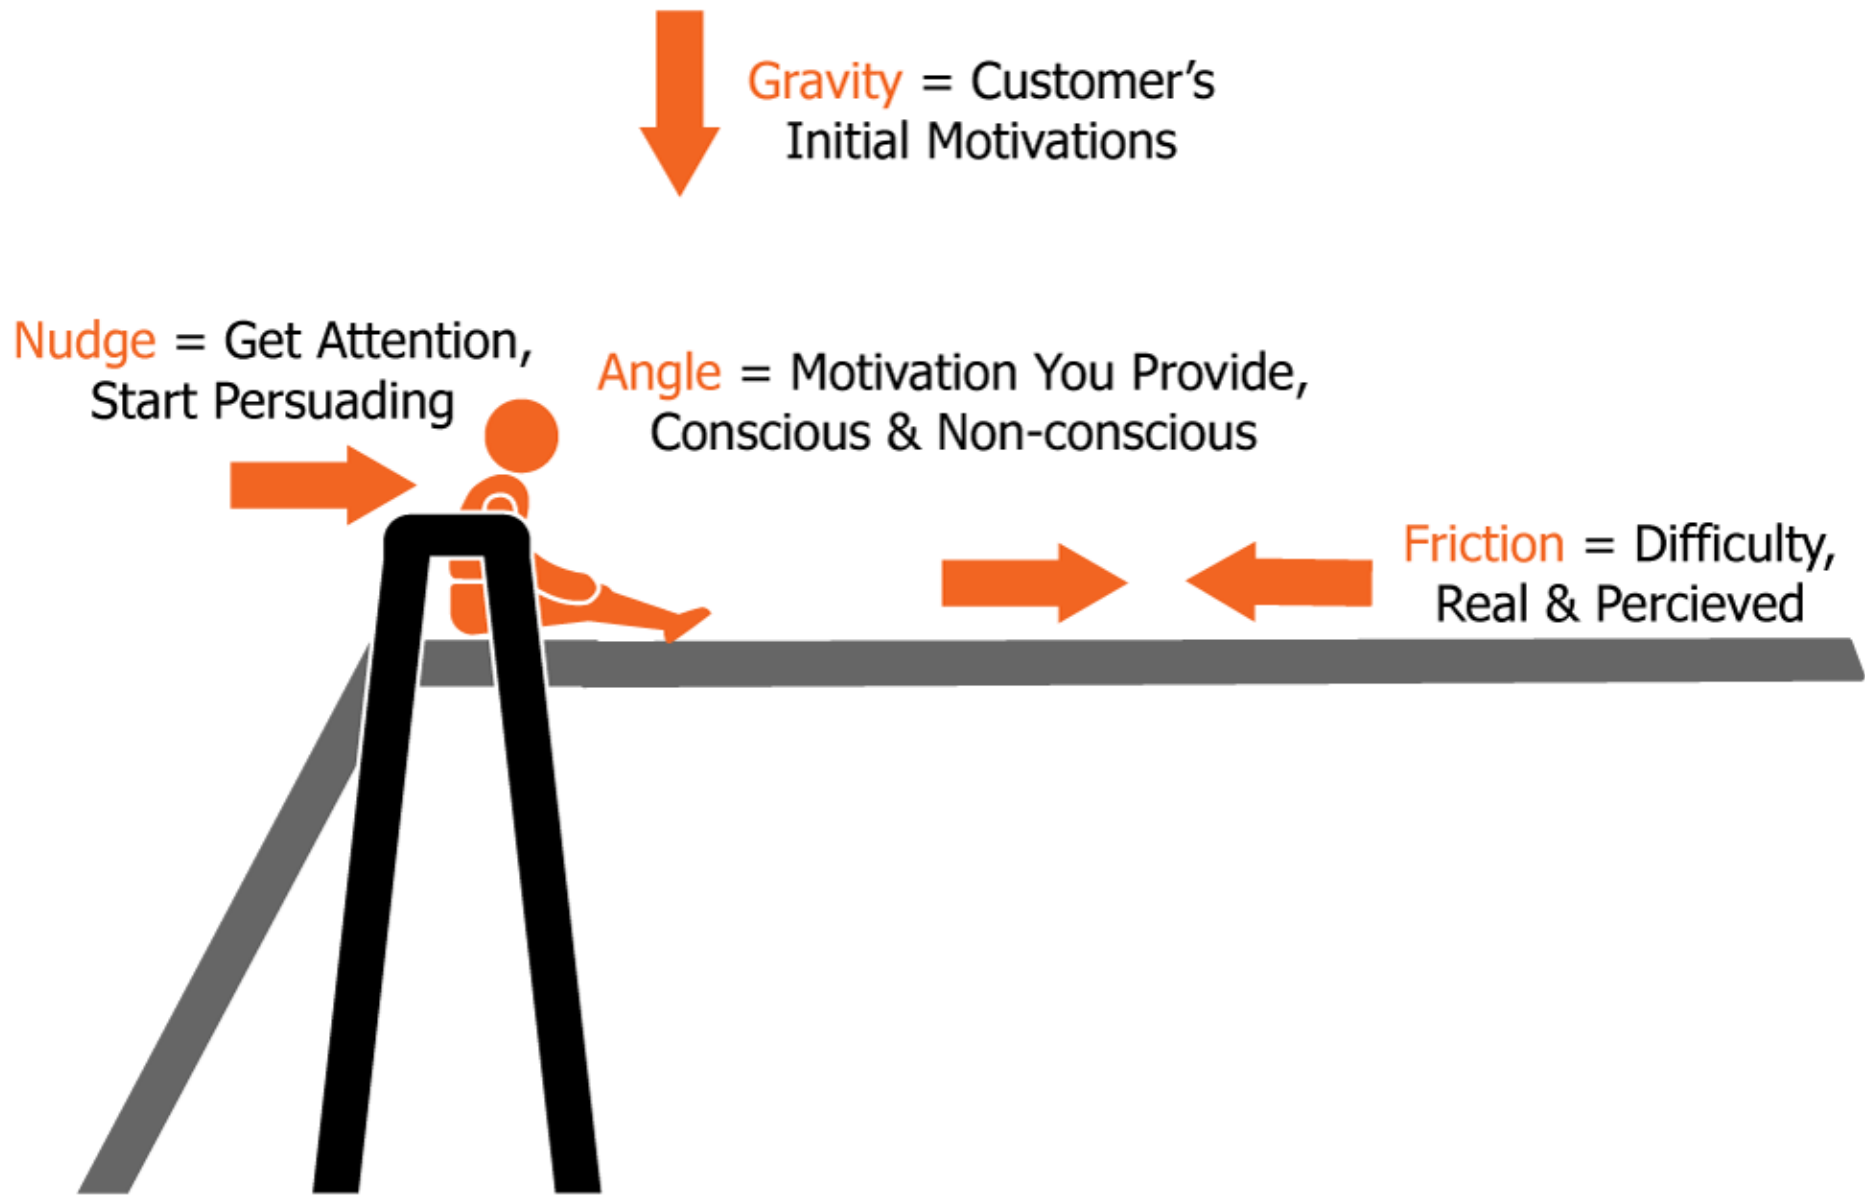 Gravity = Customer’s
Initial Motivations
Nudge = Get Attention,
Start Persuading
Angle = Motivation You Provide,
Conscious & Non-conscious
Friction = Difficulty,
Real & Percieved